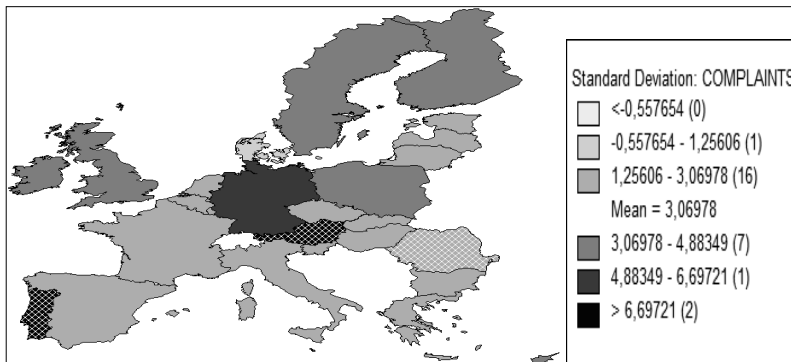 Standard Deviation: COMPLAINTS
<-0,557654 (0)
-0,557654 - 1,25606 (1)
1,25606 - 3,06978 (16)
Mean = 3,06978
3,06978 - 4,88349 (7)
4,88349 - 6,69721 (1)
> 6,69721 (2)